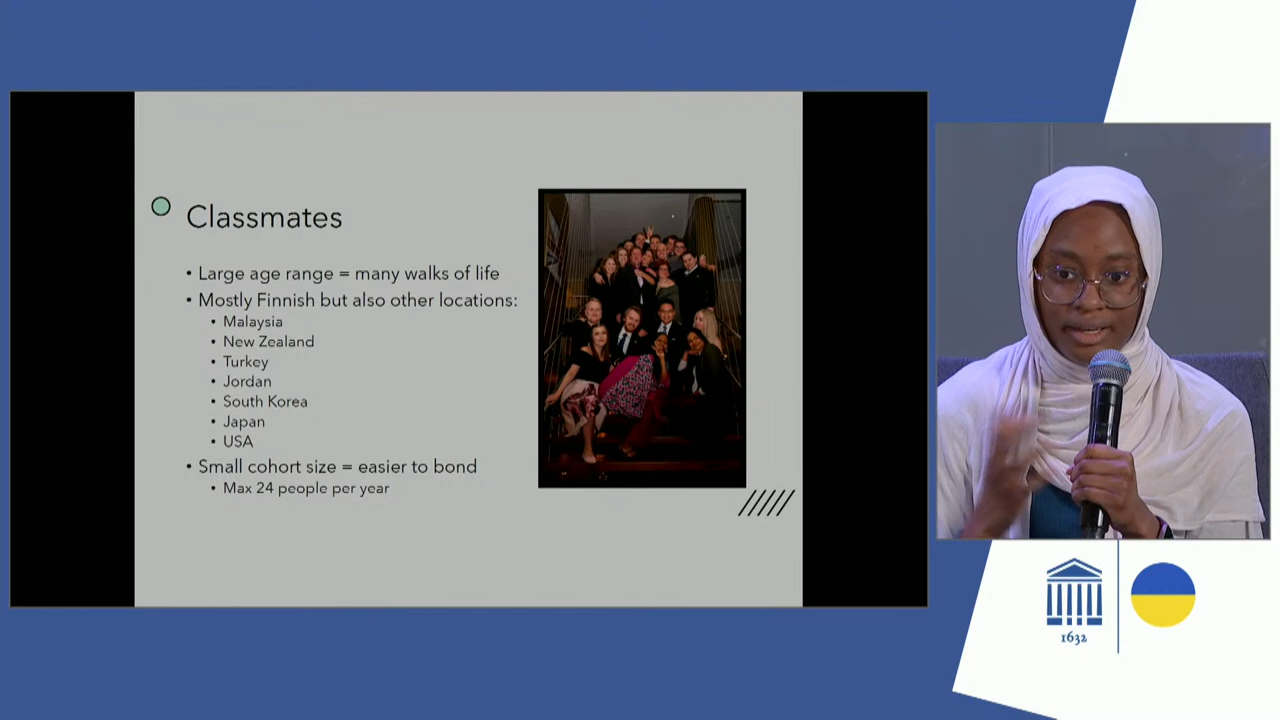 Classmates
• Large age range = many walks of life
• Mostly Finnish but also other locations:
• Malaysia
• New Zealand
• Turkey
• Jordan
• South Korea
• Japan
• USA
• Small cohort size = easier to bond
• Max 24 people per year
1632